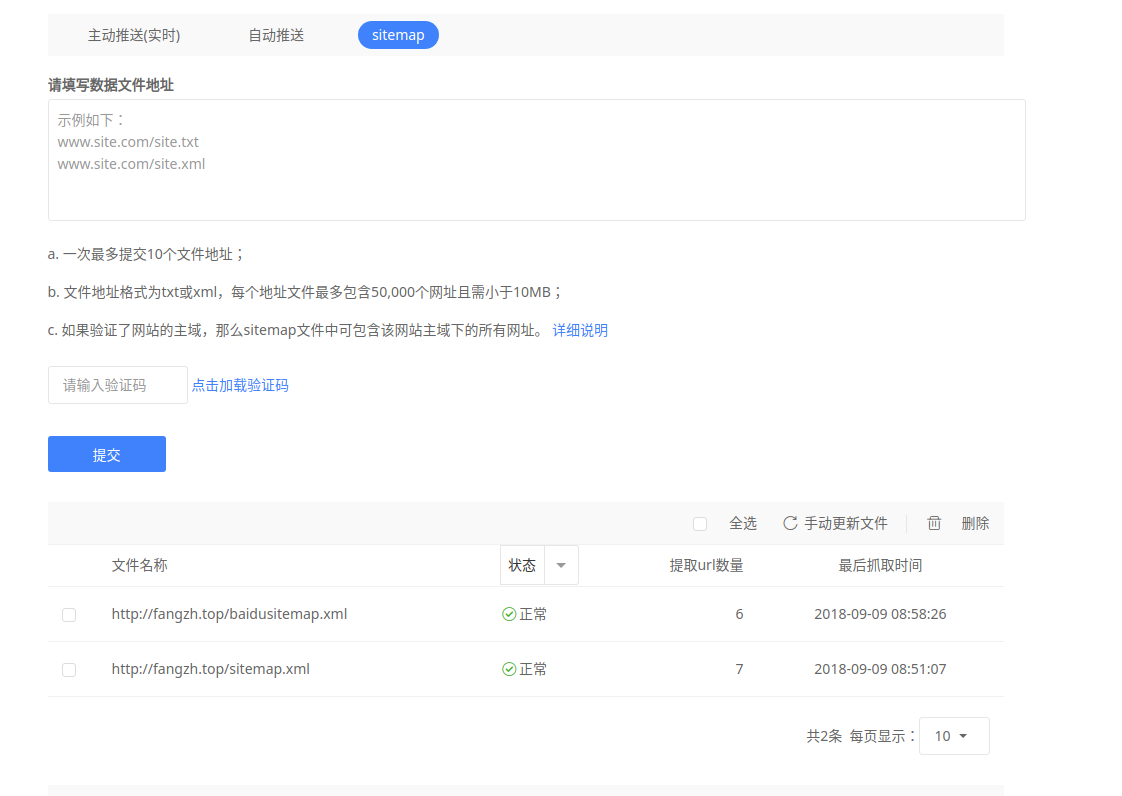 主动推送(实时) 自动推送 sitemap
请填写数据文件地址
示例如下：
www.site.com/site.txt
www.site.com/site.xml
a. 一次最多提交10个文件地址；
b. 文件地址格式为txt或xml，每个地址文件最多包含50,000个网址且需小于10MB；
c. 如果验证了网站的主域，那么sitemap文件中可包含该网站主域下的所有网址。 详细说明
请输入验证码 点击加载验证码
提交
全选 手动更新文件 删除
文件名称 状态 提取url数量 最后抓取时间
http://fangzh.top/baidusitemap.xml 正常 6 2018-09-09 08:58:26
http://fangzh.top/sitemap.xml 正常 7 2018-09-09 08:51:07
共2条 每页显示： 10